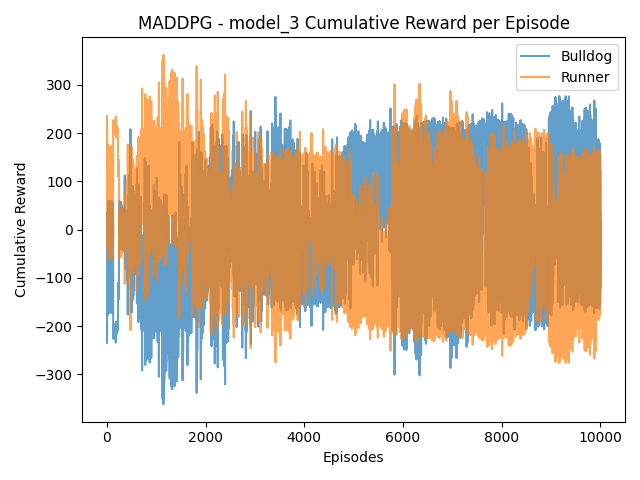 MADDPG - model_3 Cumulative Reward per Episode
Bulldog
Runner
300
200
100
0
−100
−200
−300
Cumulative Reward
0
2000
4000
6000
8000
10000
Episodes